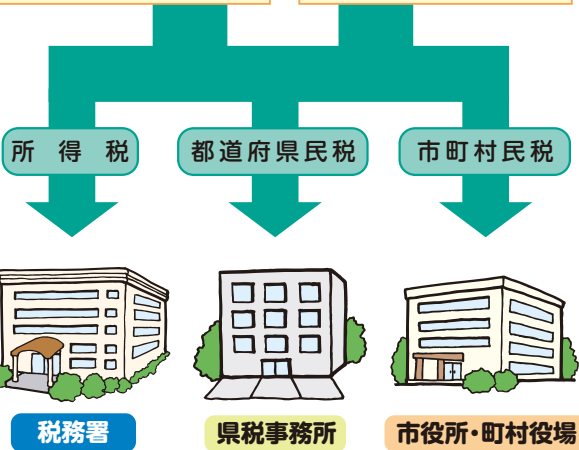 所得税
都道府県民税
市町村民税
税務署
県税事務所
市役所・町村役場